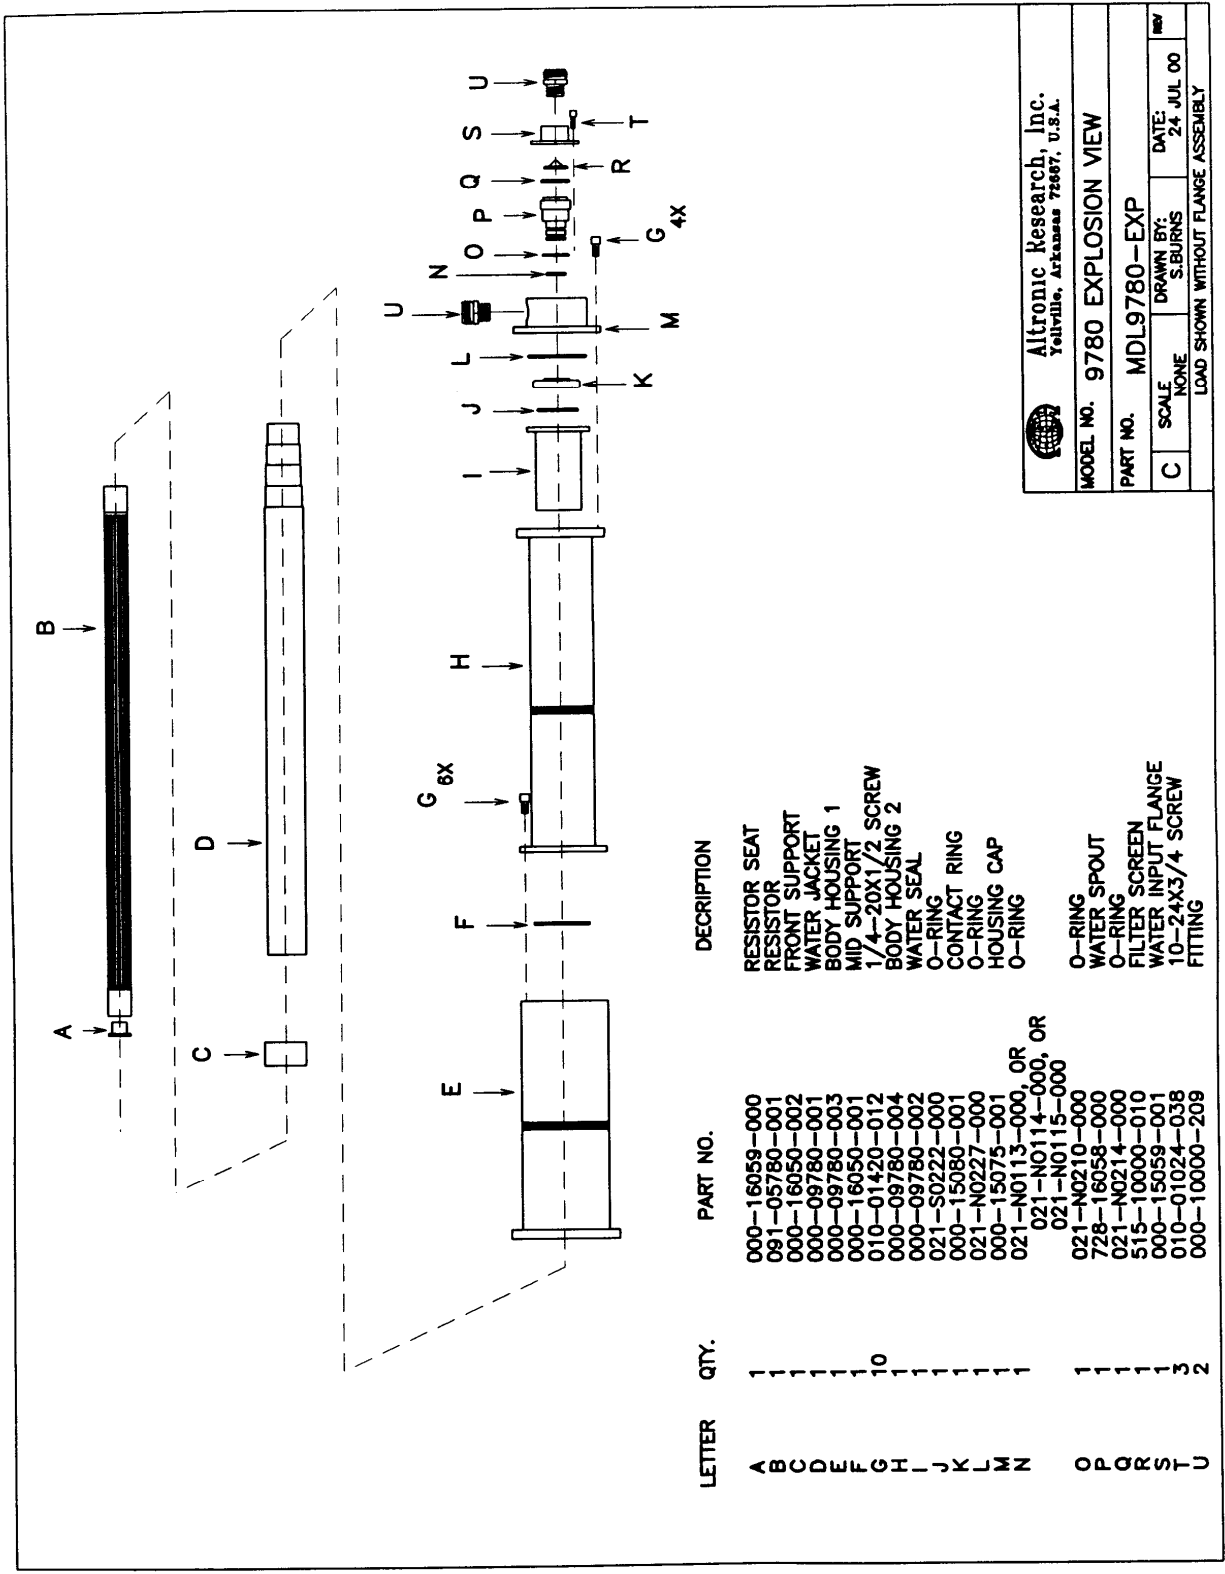 A
B
C
D
E
F
G 6X
H
I
J
K
L
M
U
N
O
P
Q
R
S
T
U
G 4X
LETTER QTY. PART NO. DECRIPTION
A 1 000-16059-000 RESISTOR SEAT
B 1 091-05780-001 RESISTOR
C 1 000-16050-002 FRONT SUPPORT
D 1 000-09780-001 WATER JACKET
E 1 000-09780-003 BODY HOUSING 1
F 1 000-16050-001 MID SUPPORT
G 10 010-01420-012 1/4-20X1/2 SCREW
H 1 000-09780-004 BODY HOUSING 2
I 1 000-09780-002 WATER SEAL
J 1 021-S0222-000 O-RING
K 1 000-15080-001 CONTACT RING
L 1 021-N0227-000 O-RING
M 1 000-15075-001 HOUSING CAP
N 1 021-N0113-000, OR O-RING
021-N0114-000, OR
021-N0115-000
O 1 021-N0210-000 O-RING
P 1 728-16058-000 WATER SPOUT
Q 1 021-N0214-000 O-RING
R 1 515-10000-010 FILTER SCREEN
S 1 000-15059-001 WATER INPUT FLANGE
T 3 010-01024-038 10-24X3/4 SCREW
U 2 000-10000-209 FITTING
Altronic Research, Inc.
Yellville, Arkansas 72687, U.S.A.
MODEL NO. 9780 EXPLOSION VIEW
PART NO. MDL9780-EXP
C SCALE NONE DRAWN BY: S.BURNS DATE: 24 JUL 00 REV
LOAD SHOWN WITHOUT FLANGE ASSEMBLY